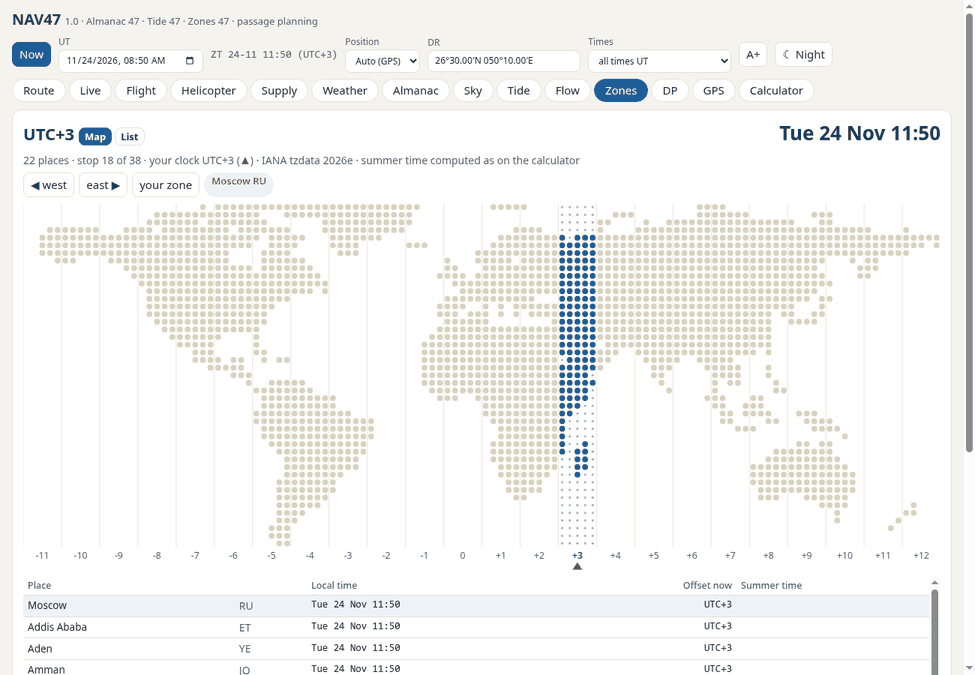 NAV47 1.0 · Almanac 47 · Tide 47 · Zones 47 · passage planning
UT Position DR Times
Now 11/24/2026, 08:50 AM ZT 24-11 11:50 (UTC+3) Auto (GPS) 26°30.00'N 050°10.00'E all times UT A+ ☾ Night
Route Live Flight Helicopter Supply Weather Almanac Sky Tide Flow Zones DP GPS Calculator
UTC+3 Map List Tue 24 Nov 11:50
22 places · stop 18 of 38 · your clock UTC+3 (▲) · IANA tzdata 2026e · summer time computed as on the calculator
◀ west east ▶ your zone Moscow RU
-11 -10 -9 -8 -7 -6 -5 -4 -3 -2 -1 0 +1 +2 +3 +4 +5 +6 +7 +8 +9 +10 +11 +12
Place Local time Offset now Summer time
Moscow RU Tue 24 Nov 11:50 UTC+3
Addis Ababa ET Tue 24 Nov 11:50 UTC+3
Aden YE Tue 24 Nov 11:50 UTC+3
Amman JO Tue 24 Nov 11:50 UTC+3